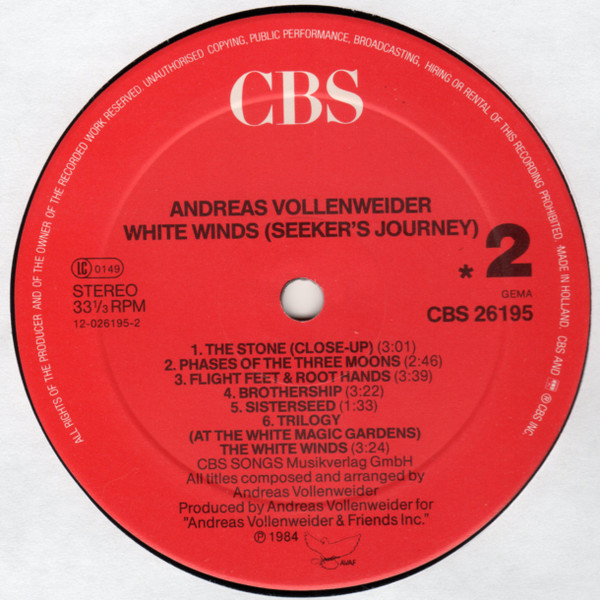 ALL RIGHTS OF THE PRODUCER AND OF THE OWNER OF THE RECORDED WORK RESERVED. UNAUTHORISED COPYING, PUBLIC PERFORMANCE, BROADCASTING, HIRING OR RENTAL OF THIS RECORDING PROHIBITED. MADE IN HOLLAND. CBS AND ® CBS INC.
CBS
ANDREAS VOLLENWEIDER
WHITE WINDS (SEEKER'S JOURNEY)
* 2
LC 0149
STEREO
33 1/3 RPM
12-026195-2
GEMA
CBS 26195
1. THE STONE (CLOSE-UP) (3:01)
2. PHASES OF THE THREE MOONS (2:46)
3. FLIGHT FEET & ROOT HANDS (3:39)
4. BROTHERSHIP (3:22)
5. SISTERSEED (1:33)
6. TRILOGY
(AT THE WHITE MAGIC GARDENS)
THE WHITE WINDS (3:24)
CBS SONGS Musikverlag GmbH
All titles composed and arranged by
Andreas Vollenweider
Produced by Andreas Vollenweider for
"Andreas Vollenweider & Friends Inc."
℗ 1984
AVAF